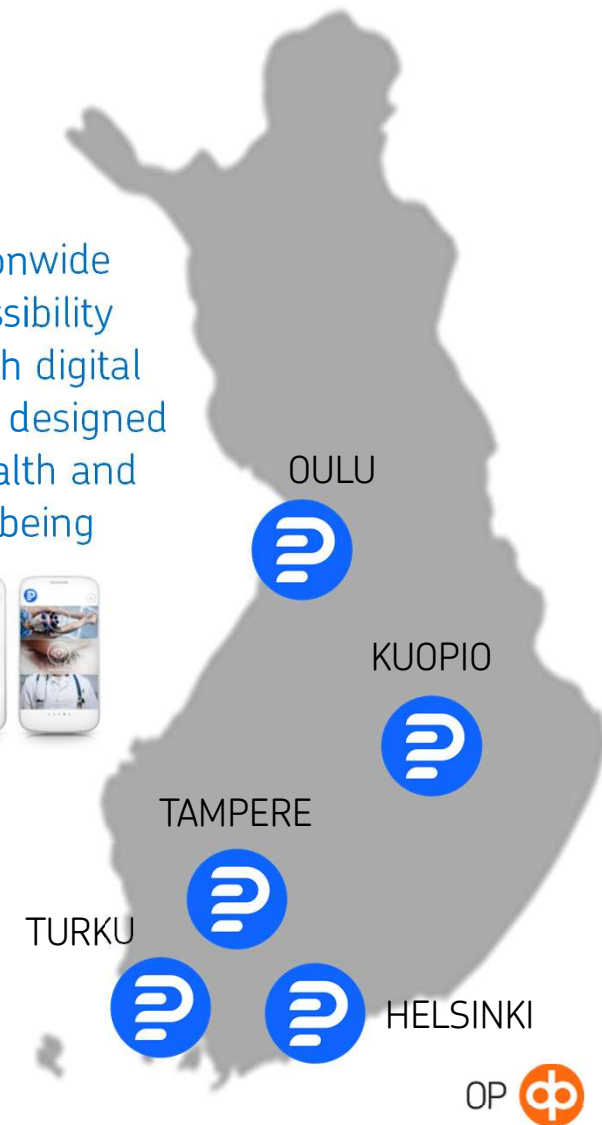 onwide
ssibility
h digital
designed
alth and
being
OULU
KUOPIO
TAMPERE
TURKU
HELSINKI
OP